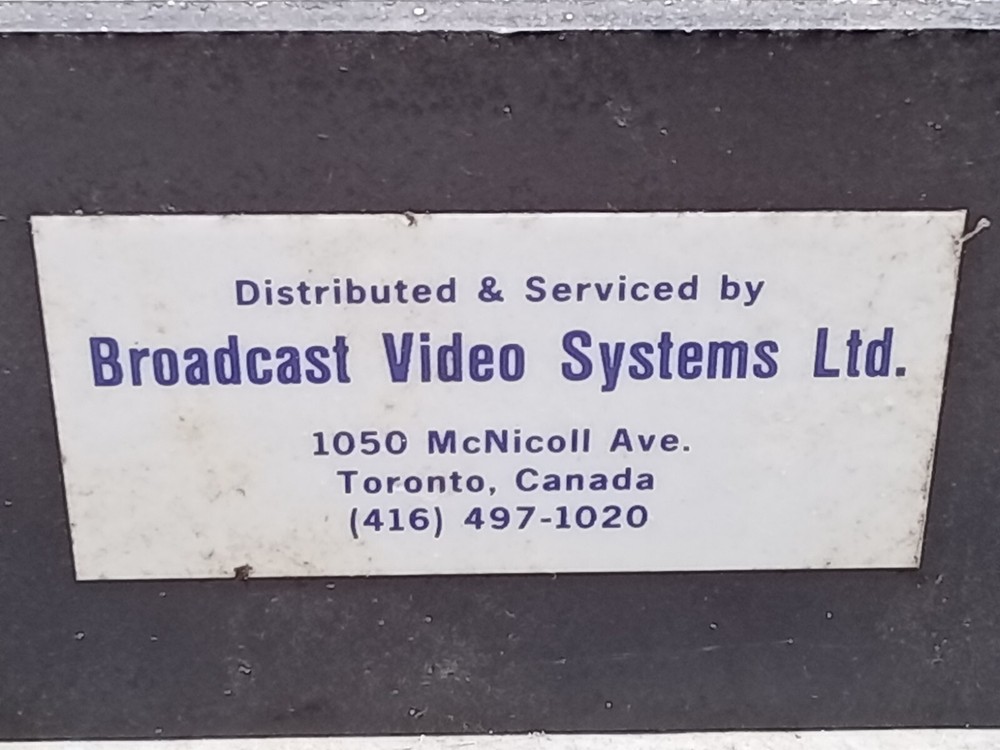 Distributed & Serviced by
Broadcast Video Systems Ltd.
1050 McNicoll Ave.
Toronto, Canada
(416) 497-1020